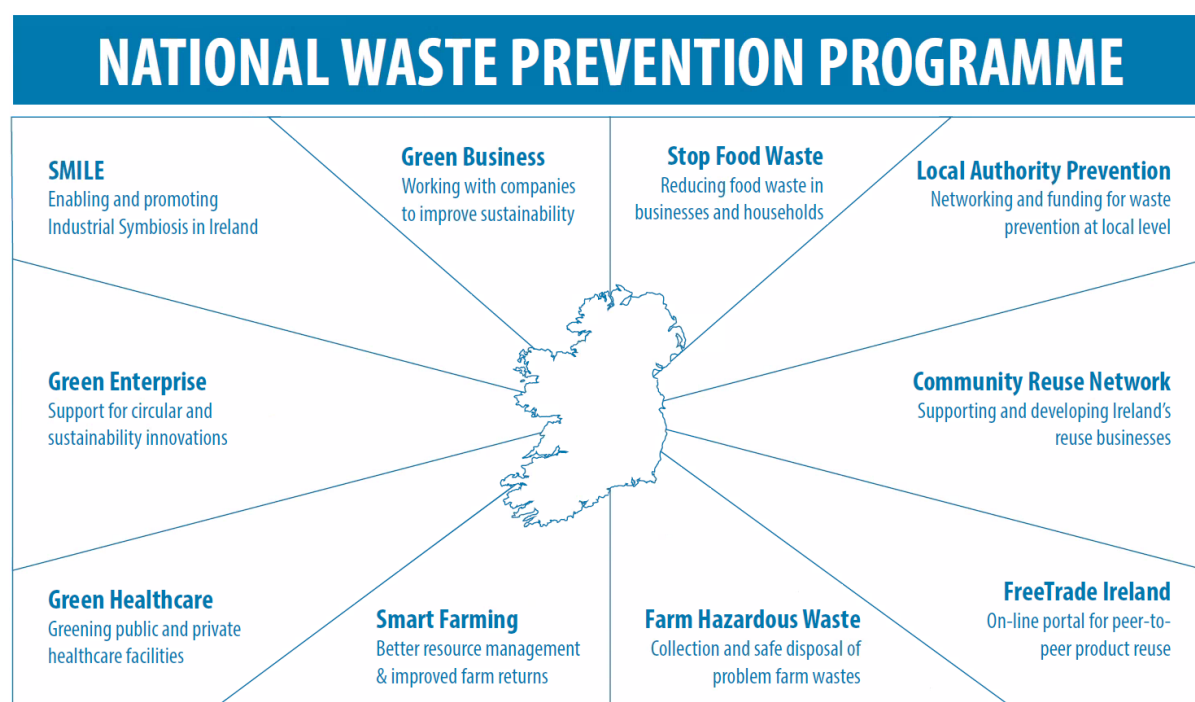 NATIONAL WASTE PREVENTION PROGRAMME
SMILE
Enabling and promoting
Industrial Symbiosis in Ireland
Green Business
Working with companies
to improve sustainability
Stop Food Waste
Reducing food waste in
businesses and households
Local Authority Prevention
Networking and funding for waste
prevention at local level
Green Enterprise
Support for circular and
sustainability innovations
Community Reuse Network
Supporting and developing Ireland's
reuse businesses
Green Healthcare
Greening public and private
healthcare facilities
Smart Farming
Better resource management
& improved farm returns
Farm Hazardous Waste
Collection and safe disposal of
problem farm wastes
FreeTrade Ireland
On-line portal for peer-to-
peer product reuse